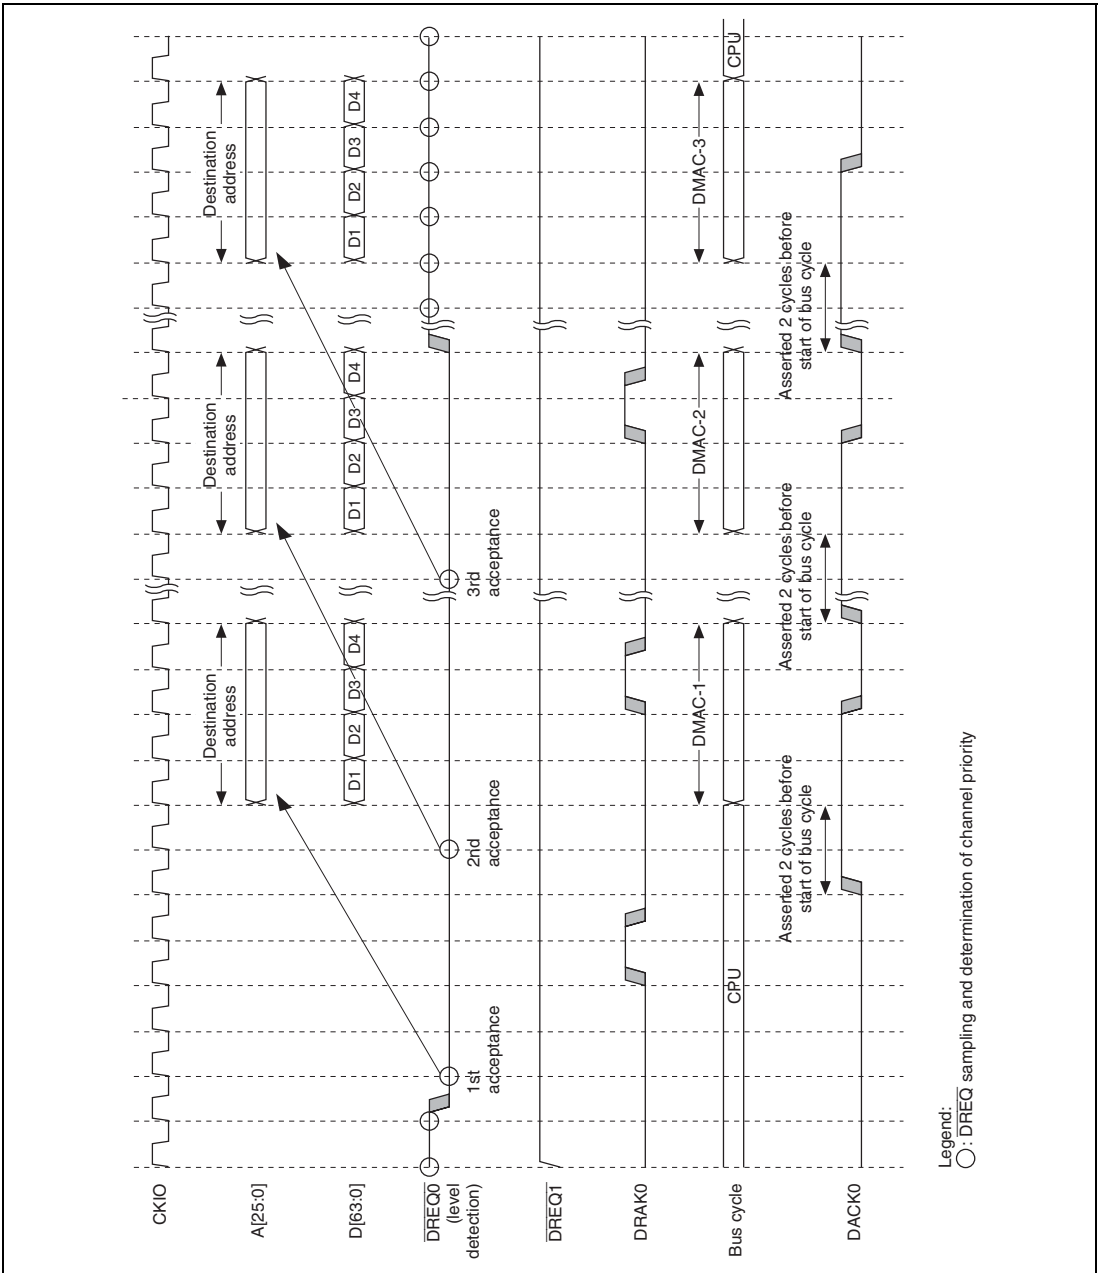 CKIO
A[25:0]
Destination
address
Destination
address
Destination
address
D[63:0]
D1 D2 D3 D4
D1 D2 D3 D4
D1 D2 D3 D4
DREQ0
(level
detection)
1st
acceptance
2nd
acceptance
3rd
acceptance
DREQ1
DRAK0
Bus cycle
CPU
DMAC-1
DMAC-2
DMAC-3
CPU
DACK0
Asserted 2 cycles before
start of bus cycle
Asserted 2 cycles before
start of bus cycle
Asserted 2 cycles before
start of bus cycle
Legend:
○: DREQ sampling and determination of channel priority